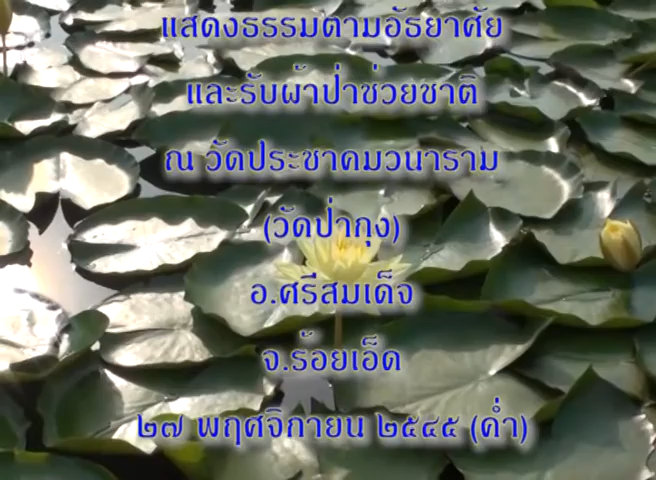 แสดงธรรมตามอัธยาศัย
และรับผ้าป่าช่วยชาติ
ณ วัดประชาคมวนาราม
(วัดป่ากุง)
อ.ศรีสมเด็จ
จ.ร้อยเอ็ด
๒๗ พฤศจิกายน ๒๕๔๕ (ค่ำ)